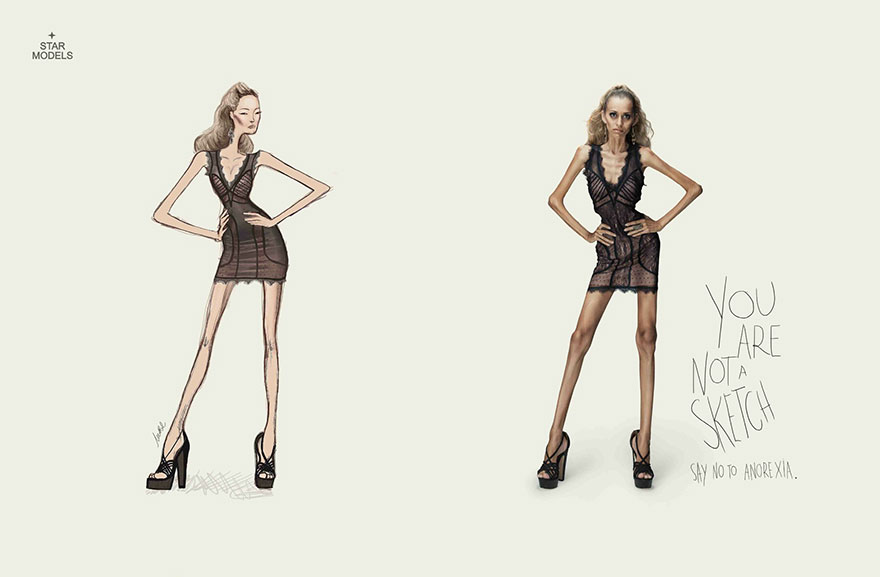 STAR
MODELS
YOU
ARE
NOT A
SKETCH
SAY NO TO ANOREXIA.